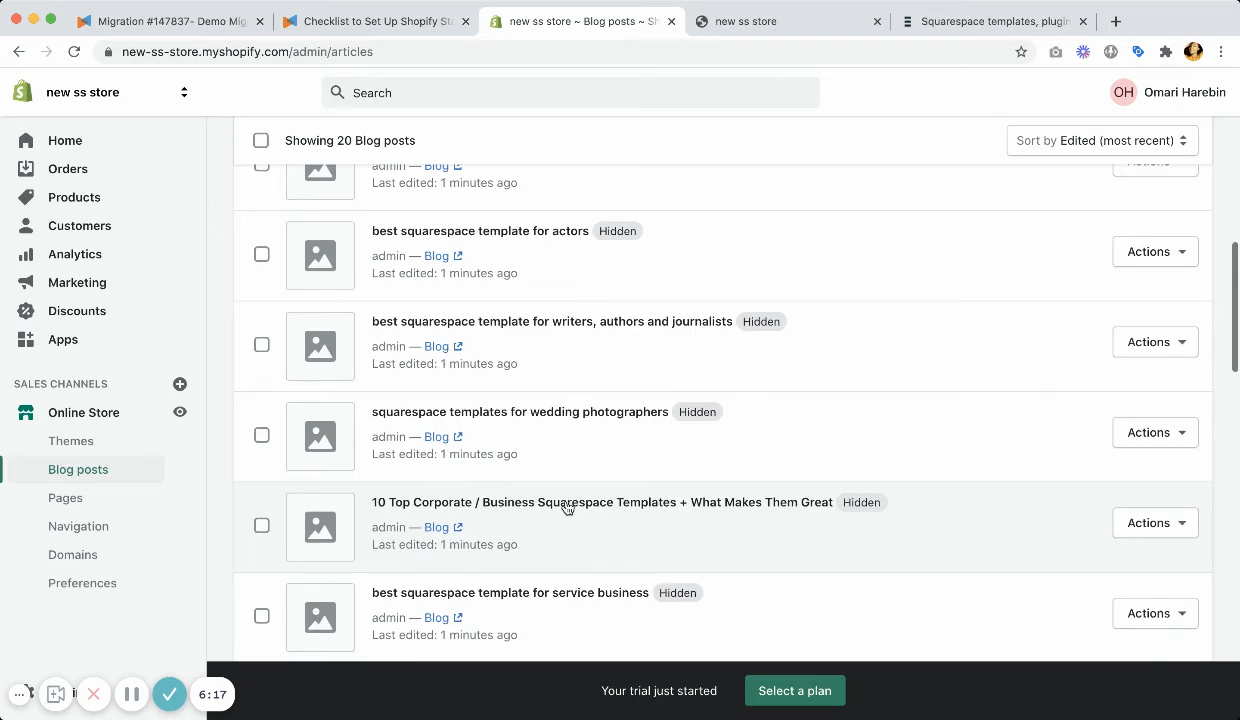 Migration #147837- Demo Mig
Checklist to Set Up Shopify Sto
new ss store ~ Blog posts ~ Sh
new ss store
Squarespace templates, plugin
new-ss-store.myshopify.com/admin/articles
new ss store
Search
OH Omari Harebin
Home
Orders
Products
Customers
Analytics
Marketing
Discounts
Apps
SALES CHANNELS
Online Store
Themes
Blog posts
Pages
Navigation
Domains
Preferences
Showing 20 Blog posts
Sort by Edited (most recent)
admin — Blog
Last edited: 1 minutes ago
Actions
best squarespace template for actors Hidden
admin — Blog
Last edited: 1 minutes ago
Actions
best squarespace template for writers, authors and journalists Hidden
admin — Blog
Last edited: 1 minutes ago
Actions
squarespace templates for wedding photographers Hidden
admin — Blog
Last edited: 1 minutes ago
Actions
10 Top Corporate / Business Squarespace Templates + What Makes Them Great Hidden
admin — Blog
Last edited: 1 minutes ago
Actions
best squarespace template for service business Hidden
admin — Blog
Last edited: 1 minutes ago
Actions
Your trial just started
Select a plan
6:17